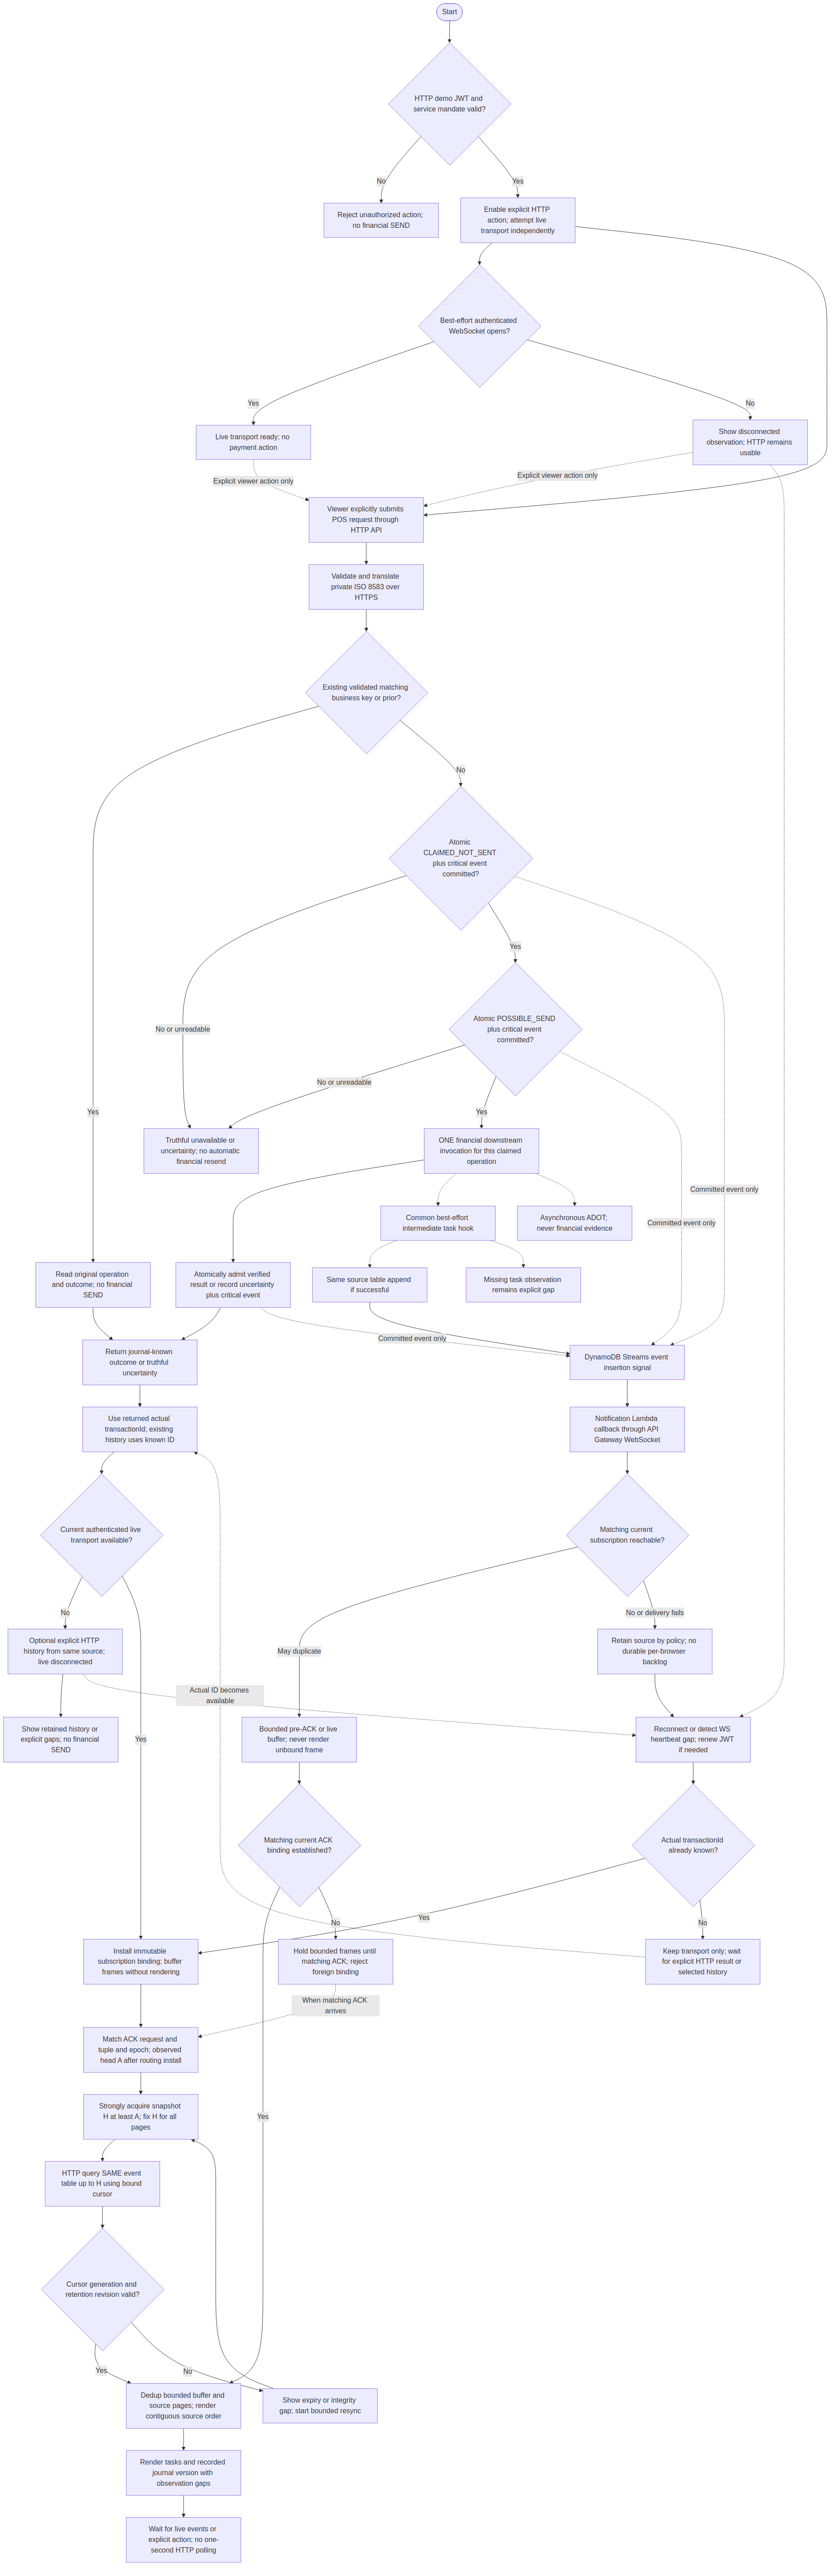 Start
HTTP demo JWT and
service mandate valid?
No
Yes
Reject unauthorized action;
no financial SEND
Enable explicit HTTP
action; attempt live
transport independently
Best-effort authenticated
WebSocket opens?
Yes
No
Live transport ready; no
payment action
Show disconnected
observation; HTTP remains
usable
Explicit viewer action only
Explicit viewer action only
Viewer explicitly submits
POS request through
HTTP API
Validate and translate
private ISO 8583 over
HTTPS
Existing validated matching
business key or prior?
No
Atomic
CLAIMED_NOT_SENT
plus critical event
committed?
Yes
Atomic POSSIBLE_SEND
plus critical event
committed?
No or unreadable
No or unreadable
Yes
Yes
Truthful unavailable or
uncertainty; no automatic
financial resend
ONE financial downstream
invocation for this claimed
operation
Committed event only
Committed event only
Common best-effort
intermediate task hook
Asynchronous ADOT;
never financial evidence
Read original operation
and outcome; no financial
SEND
Atomically admit verified
result or record uncertainty
plus critical event
Same source table append
if successful
Missing task observation
remains explicit gap
Committed event only
Return journal-known
outcome or truthful
uncertainty
DynamoDB Streams event
insertion signal
Use returned actual
transactionId; existing
history uses known ID
Notification Lambda
callback through API
Gateway WebSocket
Current authenticated live
transport available?
Matching current
subscription reachable?
No
No or delivery fails
Optional explicit HTTP
history from same source;
live disconnected
May duplicate
Retain source by policy; no
durable per-browser
backlog
Actual ID becomes
available
Show retained history or
explicit gaps; no financial
SEND
Yes
Bounded pre-ACK or live
buffer; never render
unbound frame
Reconnect or detect WS
heartbeat gap; renew JWT
if needed
Matching current ACK
binding established?
Actual transactionId
already known?
Yes
No
No
Install immutable
subscription binding; buffer
frames without rendering
Hold bounded frames until
matching ACK; reject
foreign binding
Keep transport only; wait
for explicit HTTP result or
selected history
When matching ACK
arrives
Match ACK request and
tuple and epoch; observed
head A after routing install
Strongly acquire snapshot
H at least A; fix H for all
pages
Yes
HTTP query SAME event
table up to H using bound
cursor
Cursor generation and
retention revision valid?
Yes
No
Dedup bounded buffer and
source pages; render
contiguous source order
Show expiry or integrity
gap; start bounded resync
Render tasks and recorded
journal version with
observation gaps
Wait for live events or
explicit action; no one-
second HTTP polling